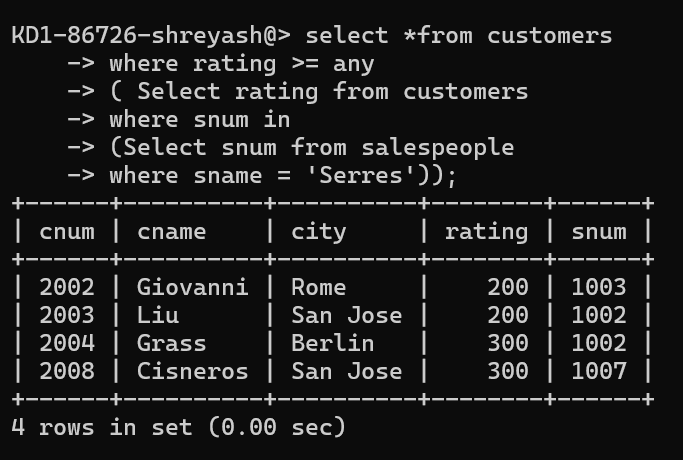 KD1-86726-shreyash@> select *from customers
    -> where rating >= any
    -> ( Select rating from customers
    -> where snum in
    -> (Select snum from salespeople
    -> where sname = 'Serres'));
+------+----------+----------+--------+------+
| cnum | cname    | city     | rating | snum |
+------+----------+----------+--------+------+
| 2002 | Giovanni | Rome     |    200 | 1003 |
| 2003 | Liu      | San Jose |    200 | 1002 |
| 2004 | Grass    | Berlin   |    300 | 1002 |
| 2008 | Cisneros | San Jose |    300 | 1007 |
+------+----------+----------+--------+------+
4 rows in set (0.00 sec)